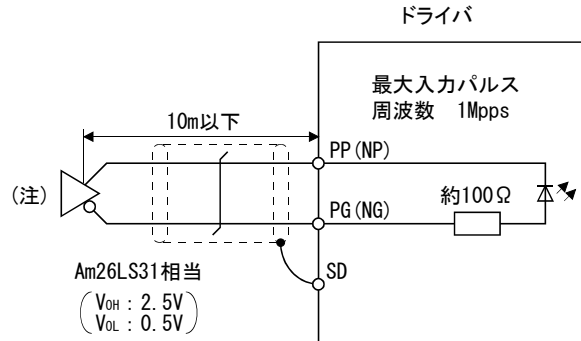 ドライバ
最大入力パルス
周波数 1Mpps
10m以下
PP(NP)
(注)
約100Ω
PG(NG)
SD
Am26LS31相当
VOH : 2.5V
VOL : 0.5V